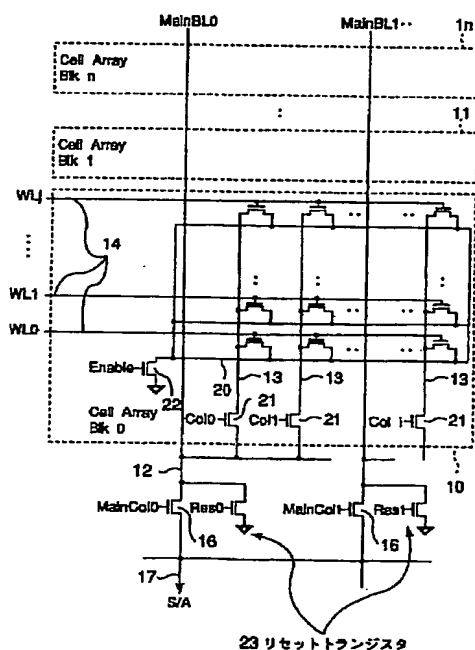 MainBL0
MainBL1‥
1n
Cell Array
Blk n
11
Cell Array
Blk 1
WLj
14
WL1
WL0
Enable
22
20
13
13
13
Cell Array
Blk 0
Col0
21
Col1
21
Col i
21
12
10
MainCol0
Res0
MainCol1
Res1
16
16
17
S/A
23 リセットトランジスタ